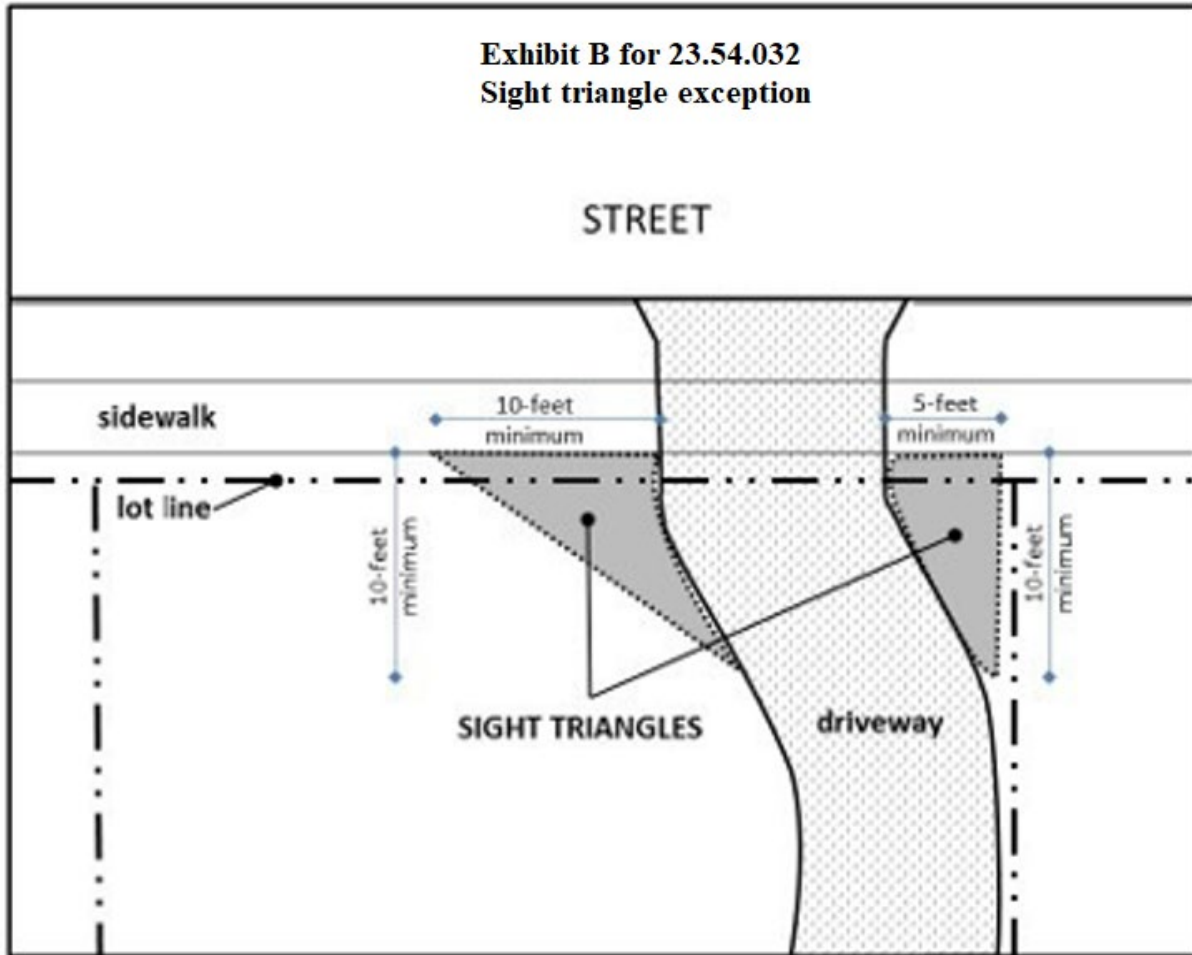 Exhibit B for 23.54.032
Sight triangle exception
STREET
sidewalk
10-feet
minimum
5-feet
minimum
lot line
10-feet
minimum
10-feet
minimum
SIGHT TRIANGLES
driveway